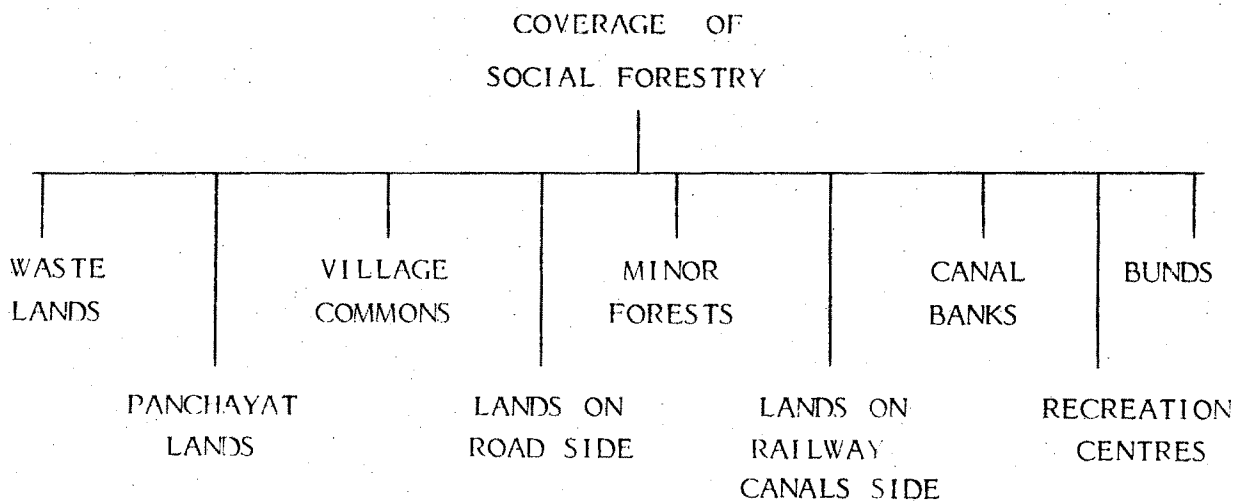 COVERAGE OF
SOCIAL FORESTRY
WASTE
LANDS
VILLAGE
COMMONS
MINOR
FORESTS
CANAL
BANKS
BUNDS
PANCHAYAT
LANDS
LANDS ON
ROAD SIDE
LANDS ON
RAILWAY
CANALS SIDE
RECREATION
CENTRES